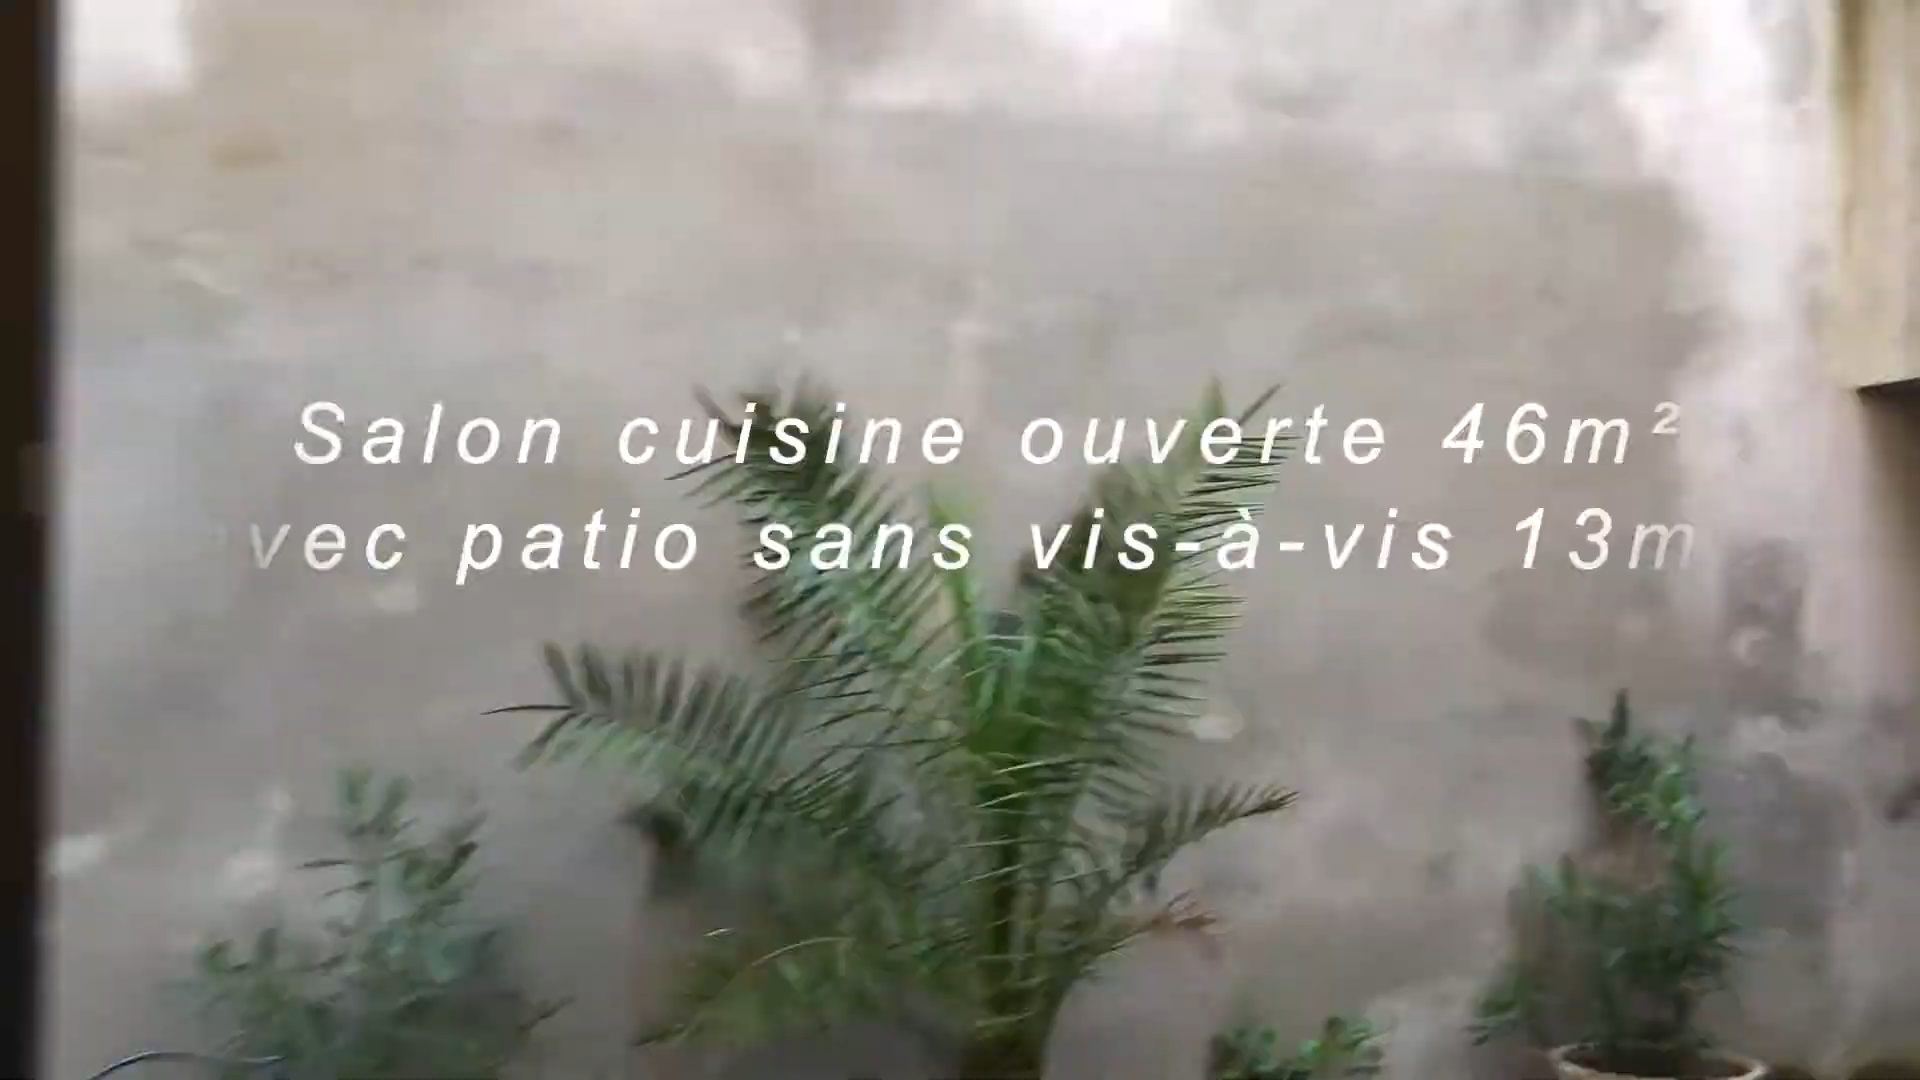 Salon cuisine ouverte 46m²
vec patio sans vis-à-vis 13m